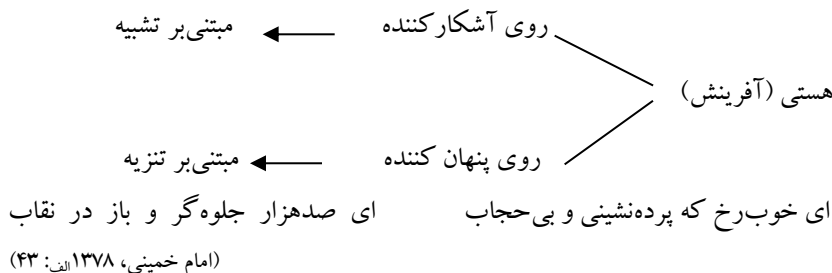 روی آشکارکننده مبتنی‌بر تشبیه
هستی (آفرینش)
روی پنهان کننده مبتنی‌بر تنزیه
ای خوب‌رخ که پرده‌نشینی و بی‌حجاب ای صدهزار جلوه‌گر و باز در نقاب
(امام خمینی، ۱۳۷۸الف: ۴۳)